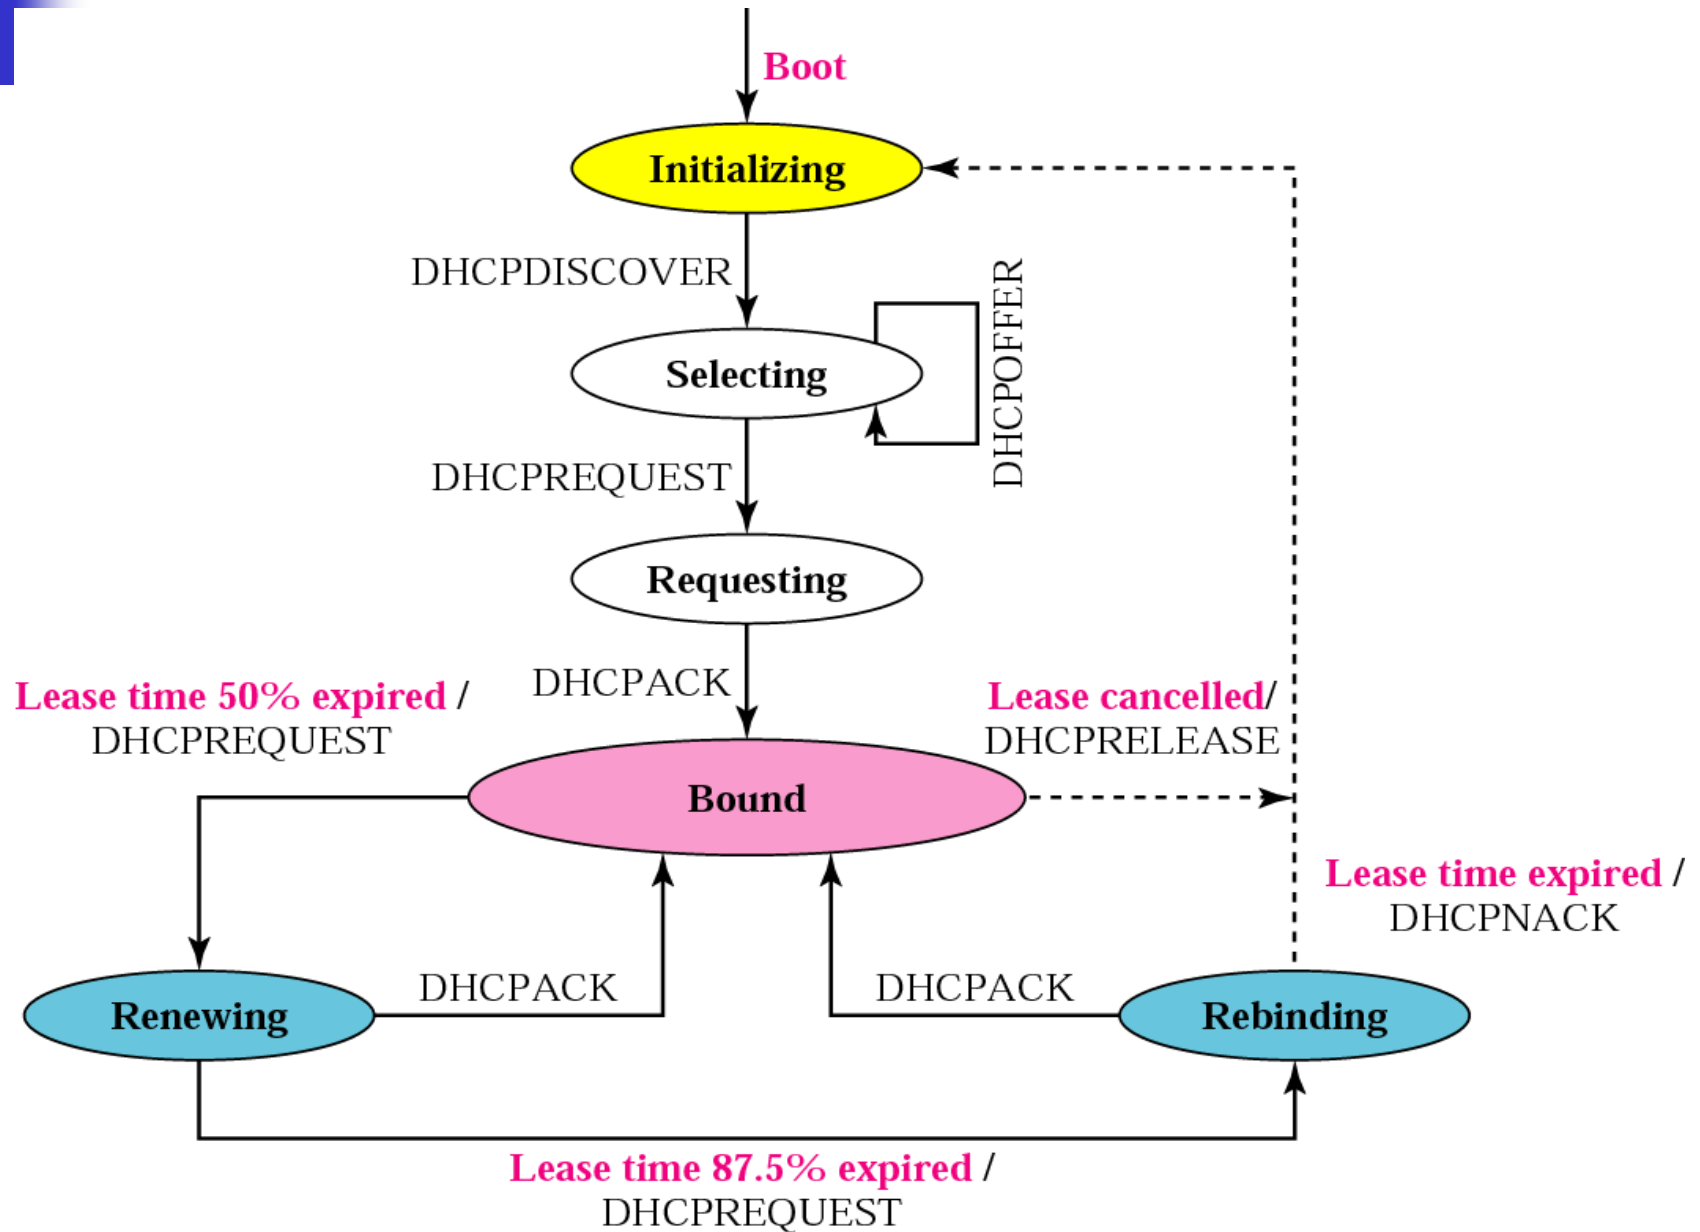 Boot
Initializing
DHCPDISCOVER
DHCPOFFER
Selecting
DHCPREQUEST
Requesting
DHCPACK
Lease time 50% expired /
DHCPREQUEST
Lease cancelled/
DHCPRELEASE
Bound
Lease time expired /
DHCPNACK
DHCPACK
DHCPACK
Renewing
Rebinding
Lease time 87.5% expired /
DHCPREQUEST